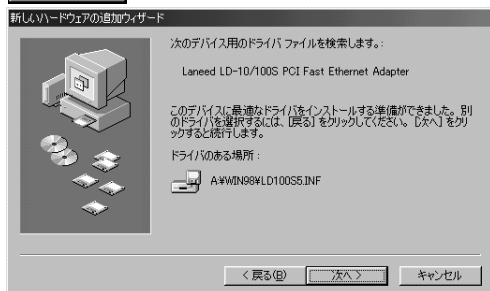 新しいハードウェアの追加ウィザード
次のデバイス用のドライバ ファイルを検索します。:
Laneed LD-10/100S PCI Fast Ethernet Adapter
このデバイスに最適なドライバをインストールする準備ができました。別
のドライバを選択するには、[戻る] をクリックしてください。[次へ] をクリ
ックすると続行します。
ドライバのある場所:
A:¥WIN98¥LD100S5.INF
< 戻る(B)
次へ >
キャンセル